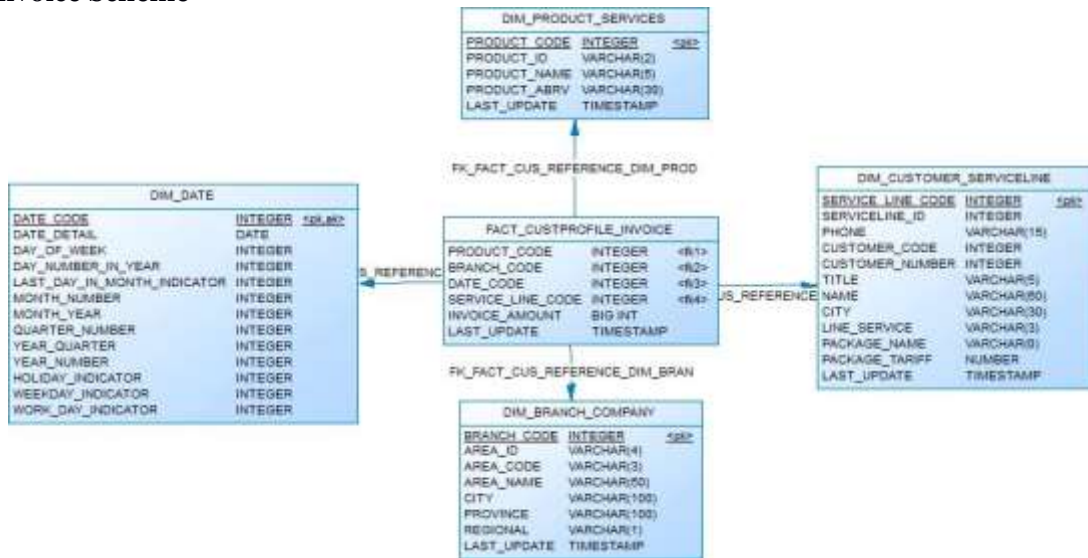 Invoice Scheme
DIM_PRODUCT_SERVICES
PRODUCT_CODE INTEGER <pk>
PRODUCT_ID VARCHAR(2)
PRODUCT_NAME VARCHAR(5)
PRODUCT_ABRV VARCHAR(30)
LAST_UPDATE TIMESTAMP
FK_FACT_CUS_REFERENCE_DIM_PROD
DIM_DATE
DATE_CODE INTEGER <pk,ak>
DATE_DETAIL DATE
DAY_OF_WEEK INTEGER
DAY_NUMBER_IN_YEAR INTEGER
LAST_DAY_IN_MONTH_INDICATOR INTEGER
MONTH_NUMBER INTEGER
MONTH_YEAR INTEGER
QUARTER_NUMBER INTEGER
YEAR_QUARTER INTEGER
YEAR_NUMBER INTEGER
HOLIDAY_INDICATOR INTEGER
WEEKDAY_INDICATOR INTEGER
WORK_DAY_INDICATOR INTEGER
S_REFERENC
FACT_CUSTPROFILE_INVOICE
PRODUCT_CODE INTEGER <fk1>
BRANCH_CODE INTEGER <fk2>
DATE_CODE INTEGER <fk3>
SERVICE_LINE_CODE INTEGER <fk4>
INVOICE_AMOUNT BIG INT
LAST_UPDATE TIMESTAMP
US_REFERENCE
DIM_CUSTOMER_SERVICELINE
SERVICE_LINE_CODE INTEGER <pk>
SERVICELINE_ID INTEGER
PHONE VARCHAR(15)
CUSTOMER_CODE INTEGER
CUSTOMER_NUMBER INTEGER
TITLE VARCHAR(5)
NAME VARCHAR(60)
CITY VARCHAR(30)
LINE_SERVICE VARCHAR(3)
PACKAGE_NAME
PACKAGE_TARIFF NUMBER
LAST_UPDATE TIMESTAMP
FK_FACT_CUS_REFERENCE_DIM_BRAN
DIM_BRANCH_COMPANY
BRANCH_CODE INTEGER <pk>
AREA_ID VARCHAR(4)
AREA_CODE VARCHAR(3)
AREA_NAME VARCHAR(50)
CITY VARCHAR(100)
PROVINCE VARCHAR(100)
REGIONAL VARCHAR(1)
LAST_UPDATE TIMESTAMP